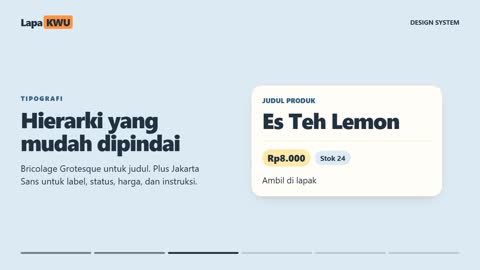 Lapa KWU
DESIGN SYSTEM
TIPOGRAFI
Hierarki yang
mudah dipindai
Bricolage Grotesque untuk judul. Plus Jakarta
Sans untuk label, status, harga, dan instruksi.
JUDUL PRODUK
Es Teh Lemon
Rp8.000
Stok 24
Ambil di lapak